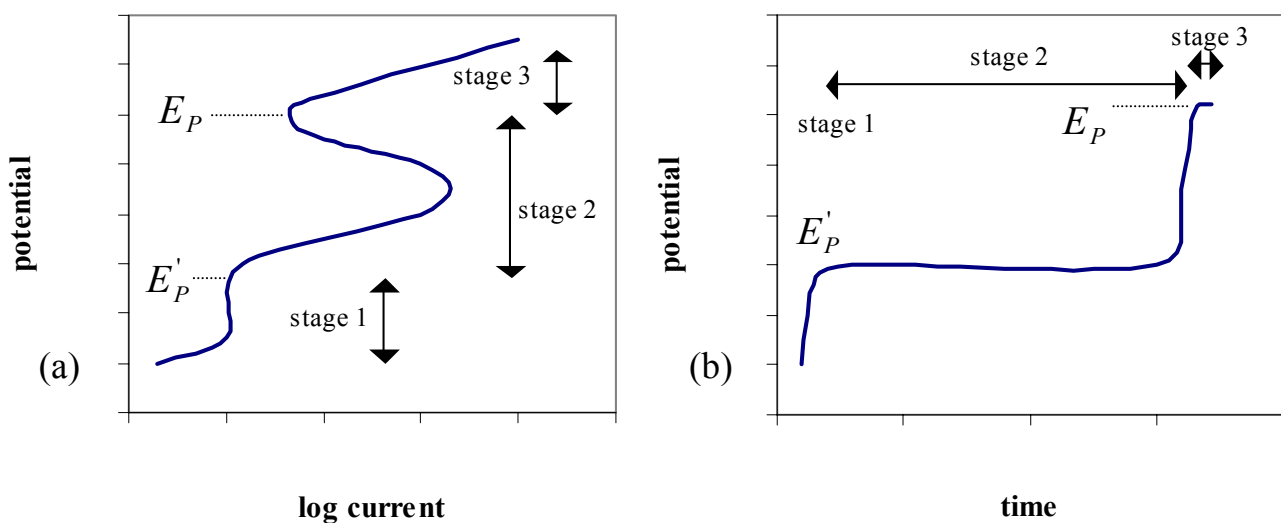 (a)
potential
E_P
E'_P
stage 3
stage 2
stage 1
log current
(b)
potential
stage 3
stage 2
stage 1
E_P
E'_P
time